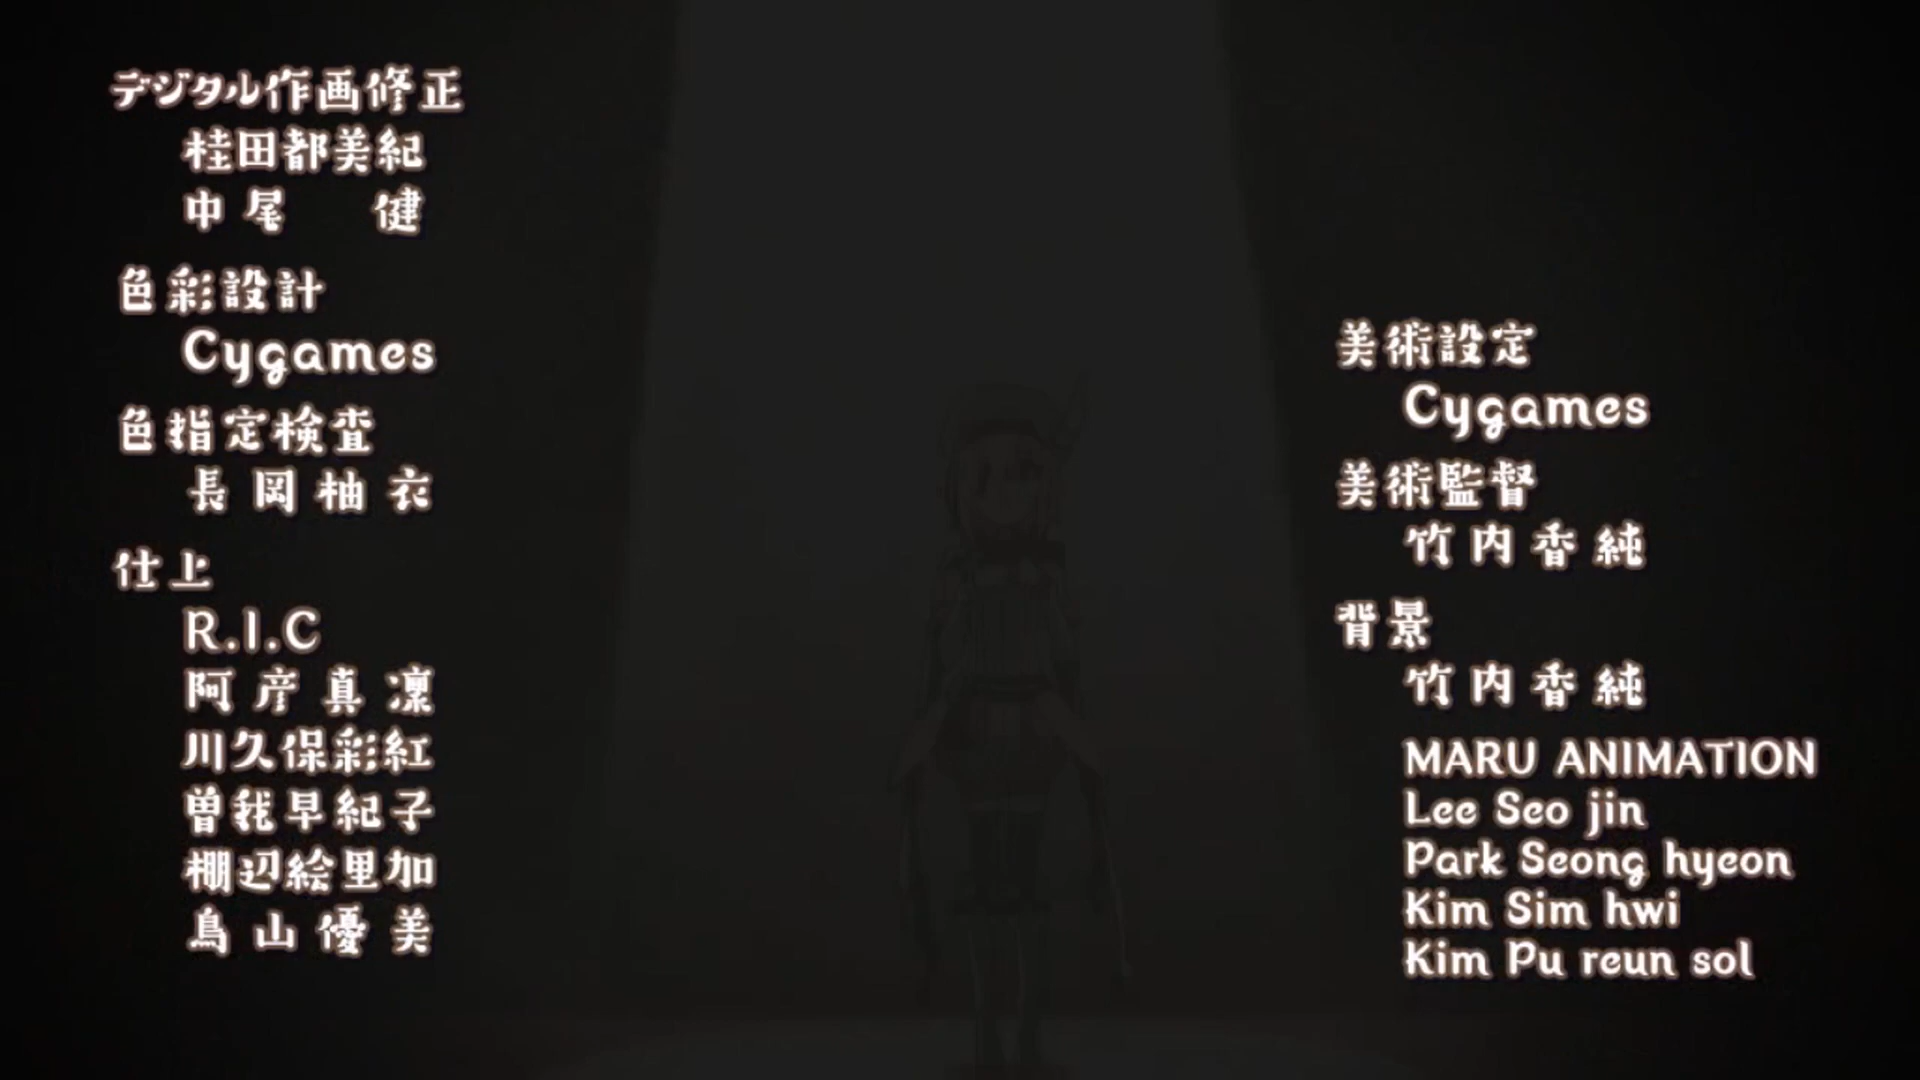 デジタル作画修正
桂田都美紀
中尾 健
色彩設計
Cygames
色指定検査
長岡柚衣
仕上
R.I.C
阿彦真凜
川久保彩紅
曽我早紀子
棚辺絵里加
鳥山優美
美術設定
Cygames
美術監督
竹内香純
背景
竹内香純
MARU ANIMATION
Lee Seo jin
Park Seong hyeon
Kim Sim hwi
Kim Pu reun sol